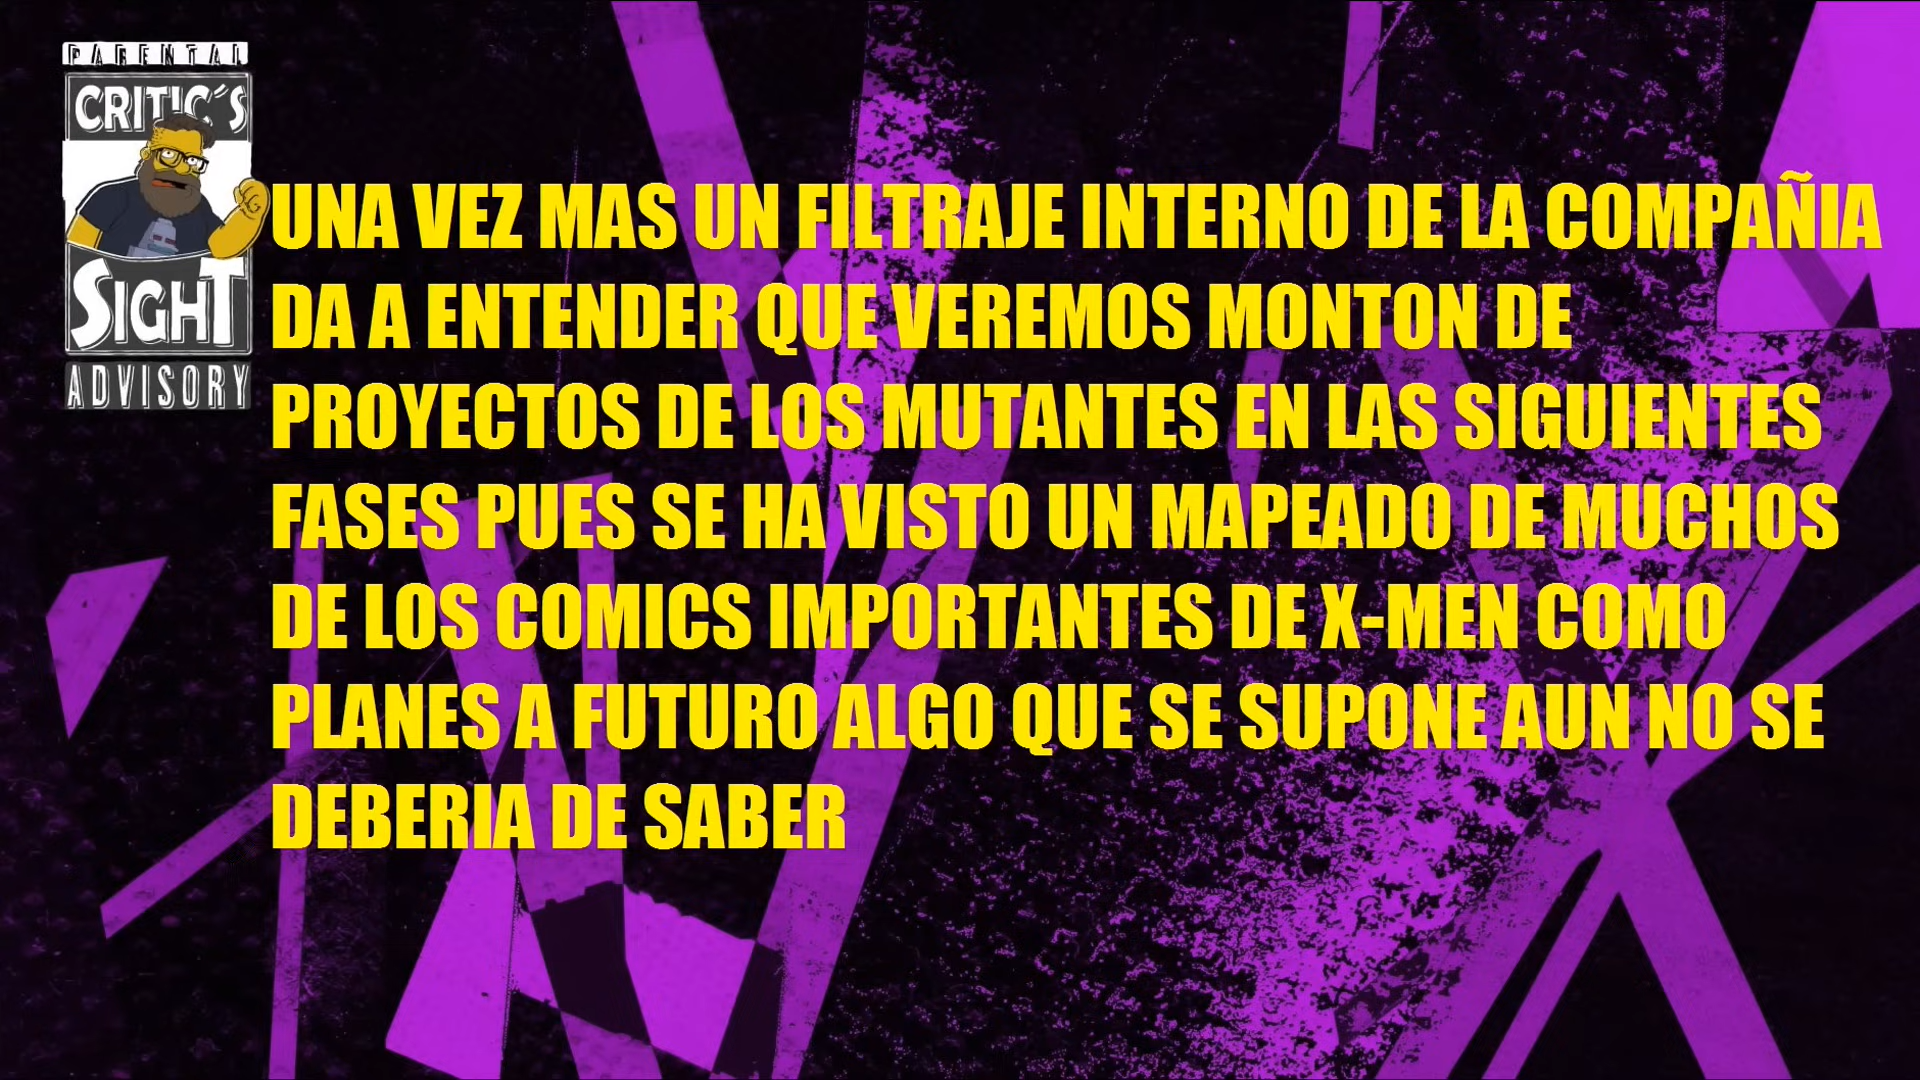 PARENTAL
CRITIC´S
SIGHT
ADVISORY
UNA VEZ MAS UN FILTRAJE INTERNO DE LA COMPAÑIA
DA A ENTENDER QUE VEREMOS MONTON DE
PROYECTOS DE LOS MUTANTES EN LAS SIGUIENTES
FASES PUES SE HA VISTO UN MAPEADO DE MUCHOS
DE LOS COMICS IMPORTANTES DE X-MEN COMO
PLANES A FUTURO ALGO QUE SE SUPONE AUN NO SE
DEBERIA DE SABER